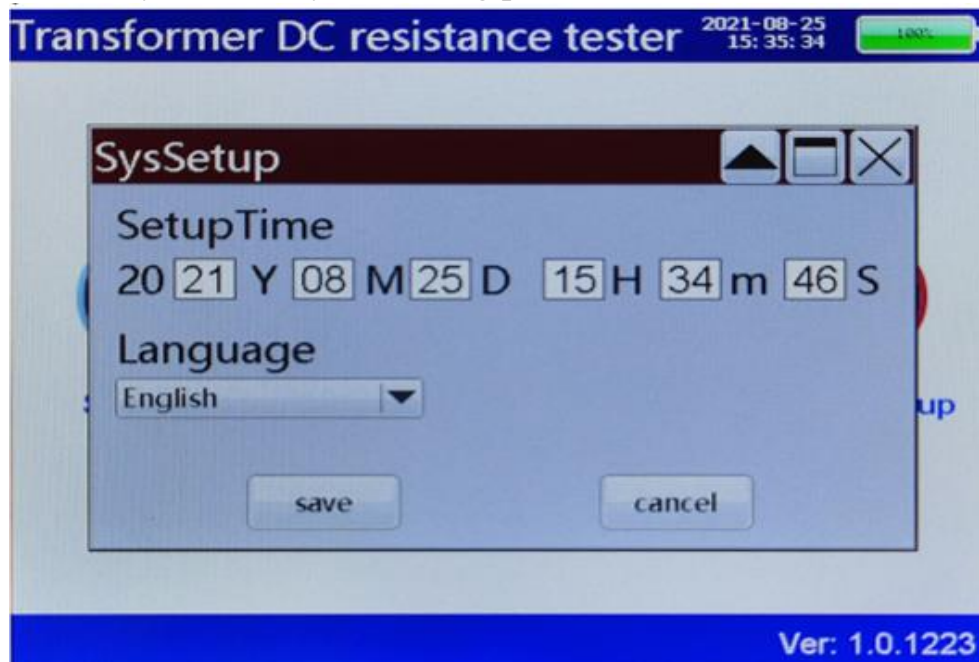 Transformer DC resistance tester 2021-08-25
15:35:34 100%
SysSetup
SetupTime
20 21 Y 08 M 25 D 15 H 34 m 46 S
Language
English
up
save cancel
Ver: 1.0.1223